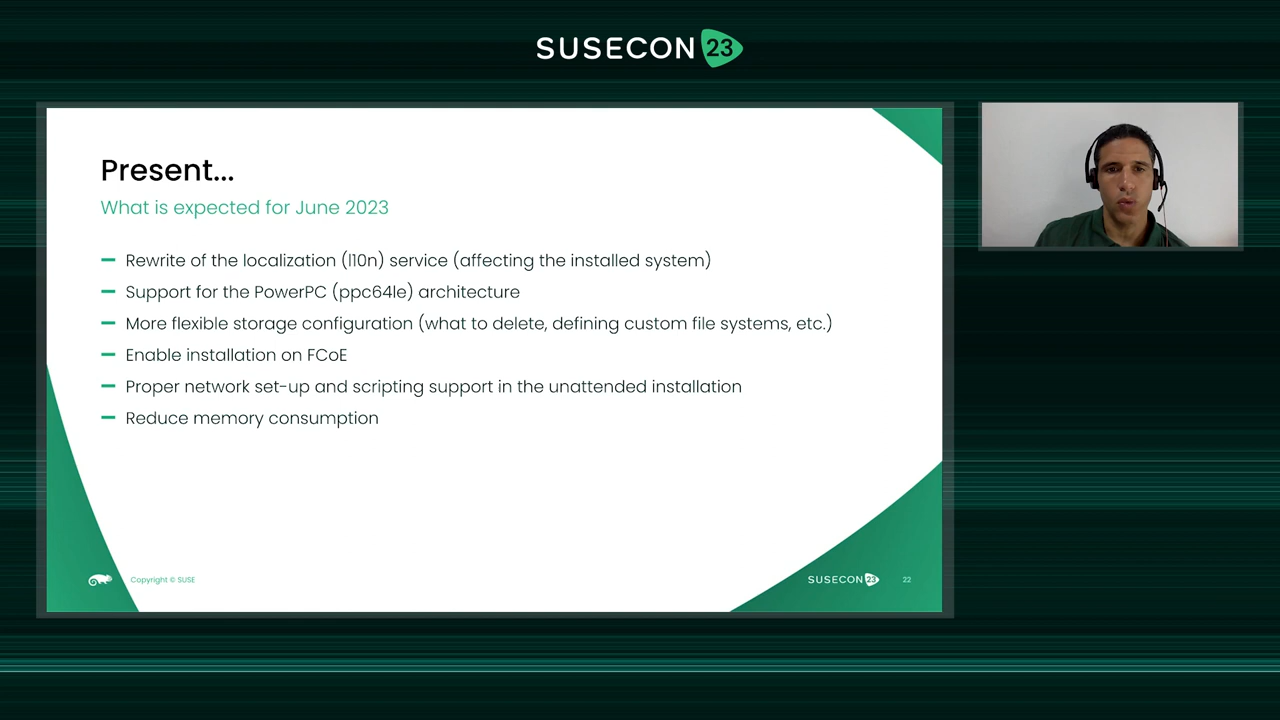 SUSECON 23
Present...
What is expected for June 2023
Rewrite of the localization (l10n) service (affecting the installed system)
Support for the PowerPC (ppc64le) architecture
More flexible storage configuration (what to delete, defining custom file systems, etc.)
Enable installation on FCoE
Proper network set-up and scripting support in the unattended installation
Reduce memory consumption
Copyright © SUSE
SUSECON 23
22